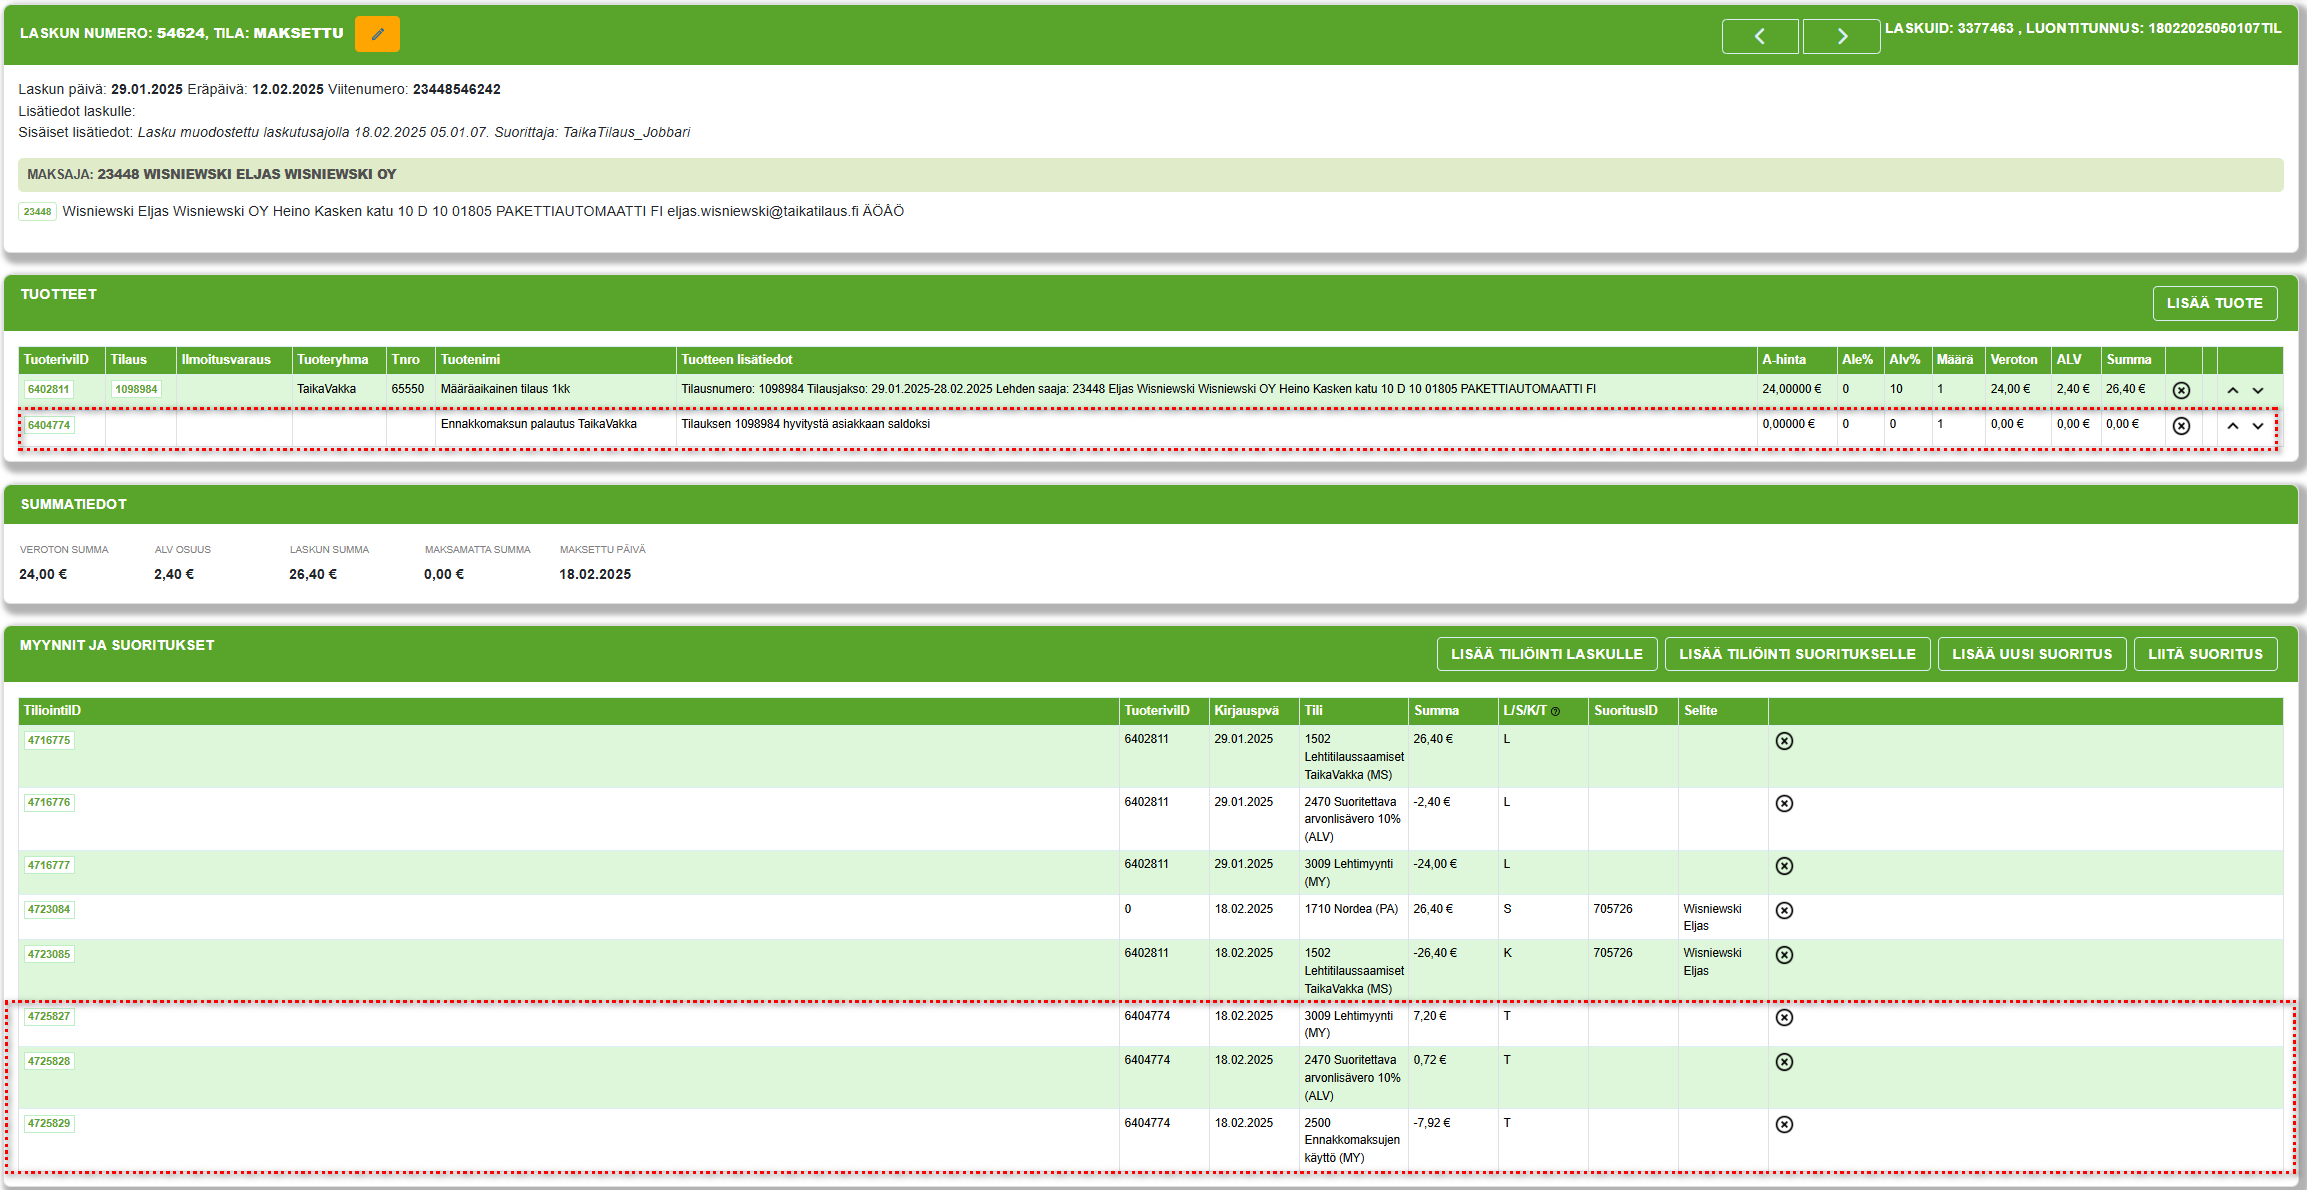 LASKUN NUMERO: 54624, TILA: MAKSETTU
LASKUID: 3377463 , LUONTITUNNUS: 18022025050107TIL
Laskun päivä: 29.01.2025 Eräpäivä: 12.02.2025 Viitenumero: 23448546242
Lisätiedot laskulle:
Sisäiset lisätiedot: Lasku muodostettu laskutusajolla 18.02.2025 05.01.07. Suorittaja: TaikaTilaus_Jobbari
MAKSAJA: 23448 WISNIEWSKI ELJAS WISNIEWSKI OY
23448 Wisniewski Eljas Wisniewski OY Heino Kasken katu 10 D 10 01805 PAKETTIAUTOMAATTI FI eljas.wisniewski@taikatilaus.fi ÄÖÅÖ
TUOTTEET
LISÄÄ TUOTE
TuoteriviID Tilaus Ilmoitusvaraus Tuoteryhma Tnro Tuotenimi Tuotteen lisätiedot A-hinta Ale% Alv% Määrä Veroton ALV Summa
6402811 1098984 TaikaVakka 65550 Määräaikainen tilaus 1kk Tilausnumero: 1098984 Tilausjakso: 29.01.2025-28.02.2025 Lehden saaja: 23448 Eljas Wisniewski Wisniewski OY Heino Kasken katu 10 D 10 01805 PAKETTIAUTOMAATTI FI 24,00000 € 0 10 1 24,00 € 2,40 € 26,40 €
6404774 Ennakkomaksun palautus TaikaVakka Tilauksen 1098984 hyvitystä asiakkaan saldoksi 0,00000 € 0 0 1 0,00 € 0,00 € 0,00 €
SUMMATIEDOT
VEROTON SUMMA ALV OSUUS LASKUN SUMMA MAKSAMATTA SUMMA MAKSETTU PÄIVÄ
24,00 € 2,40 € 26,40 € 0,00 € 18.02.2025
MYYNNIT JA SUORITUKSET
LISÄÄ TILIÖINTI LASKULLE LISÄÄ TILIÖINTI SUORITUKSELLE LISÄÄ UUSI SUORITUS LIITÄ SUORITUS
TiliointiID TuoteriviID Kirjauspvä Tili Summa L/S/K/T SuoritusID Selite
4716775 6402811 29.01.2025 1502 26,40 € L
Lehtitilaussaamiset
TaikaVakka (MS)
4716776 6402811 29.01.2025 2470 Suoritettava -2,40 € L
arvonlisävero 10%
(ALV)
4716777 6402811 29.01.2025 3009 Lehtimyynti -24,00 € L
(MY)
4723084 0 18.02.2025 1710 Nordea (PA) 26,40 € S 705726 Wisniewski
Eljas
4723085 6402811 18.02.2025 1502 -26,40 € K 705726 Wisniewski
Lehtitilaussaamiset Eljas
TaikaVakka (MS)
4725827 6404774 18.02.2025 3009 Lehtimyynti 7,20 € T
(MY)
4725828 6404774 18.02.2025 2470 Suoritettava 0,72 € T
arvonlisävero 10%
(ALV)
4725829 6404774 18.02.2025 2500 -7,92 € T
Ennakkomaksujen
käyttö (MY)